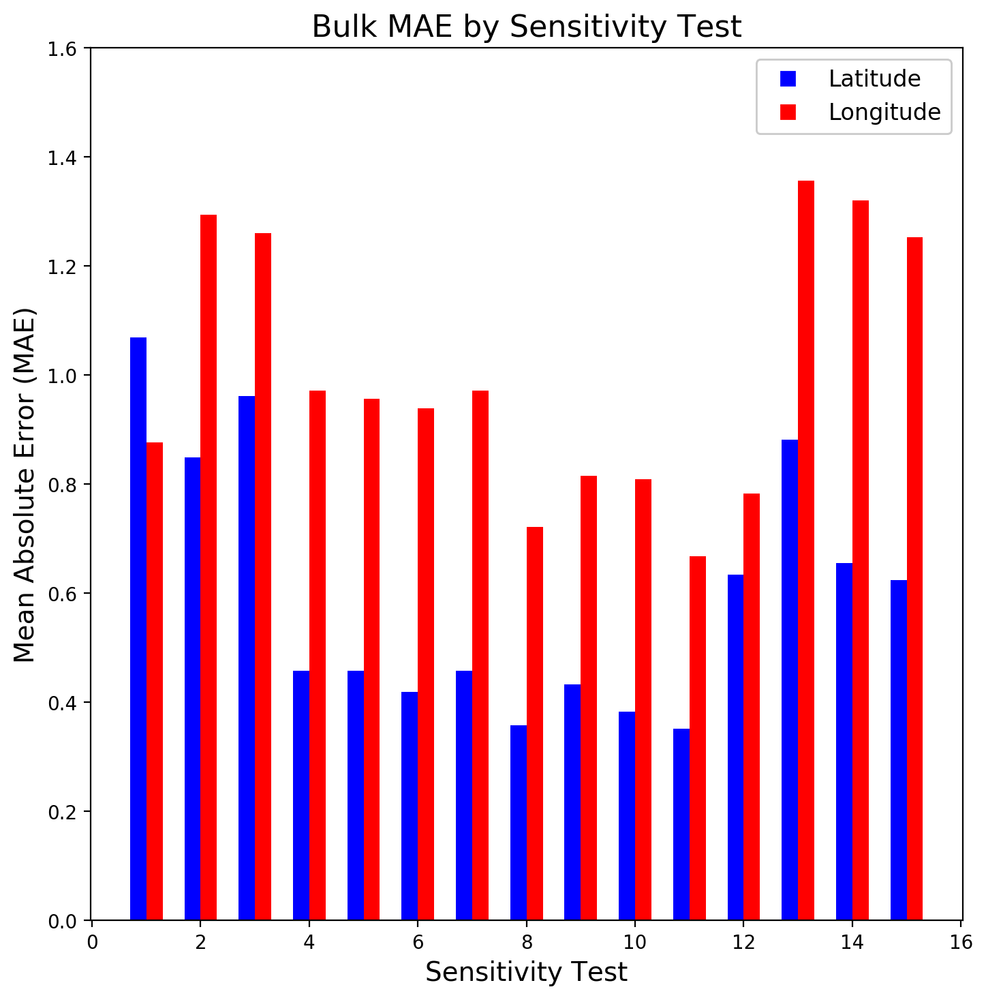 Bulk MAE by Sensitivity Test
1.6
1.4
1.2
1.0
0.8
0.6
0.4
0.2
0.0
Mean Absolute Error (MAE)
Latitude
Longitude
0 2 4 6 8 10 12 14 16
Sensitivity Test